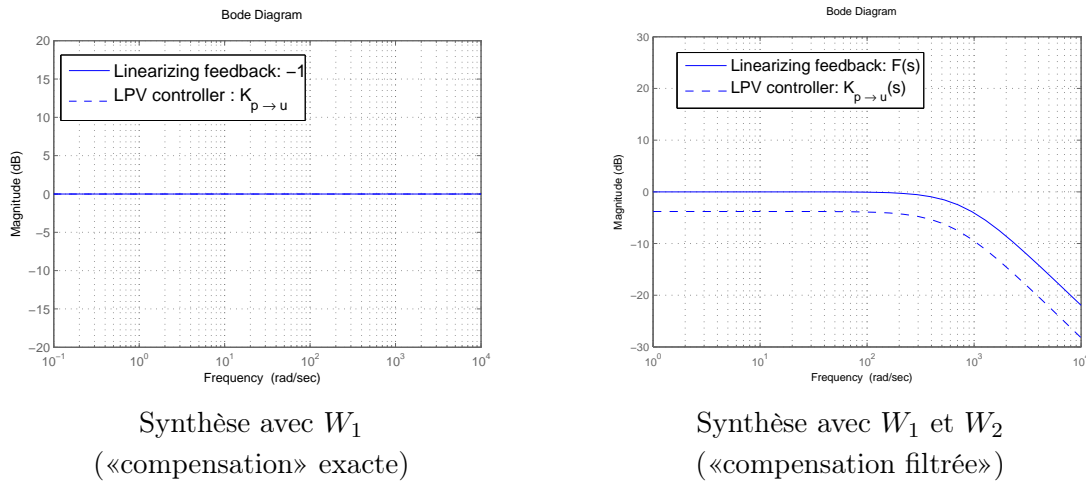 Bode Diagram
20
15
10
5
0
−5
−10
−15
−20
Magnitude (dB)
Linearizing feedback: −1
LPV controller : K_{p→u}
10^{−1} 10^0 10^1 10^2 10^3 10^4
Frequency (rad/sec)
Synthèse avec W_1
(«compensation» exacte)
Bode Diagram
30
20
10
0
−10
−20
−30
Magnitude (dB)
Linearizing feedback: F(s)
LPV controller: K_{p→u}(s)
10^0 10^1 10^2 10^3 10
Frequency (rad/sec)
Synthèse avec W_1 et W_2
(«compensation filtrée»)